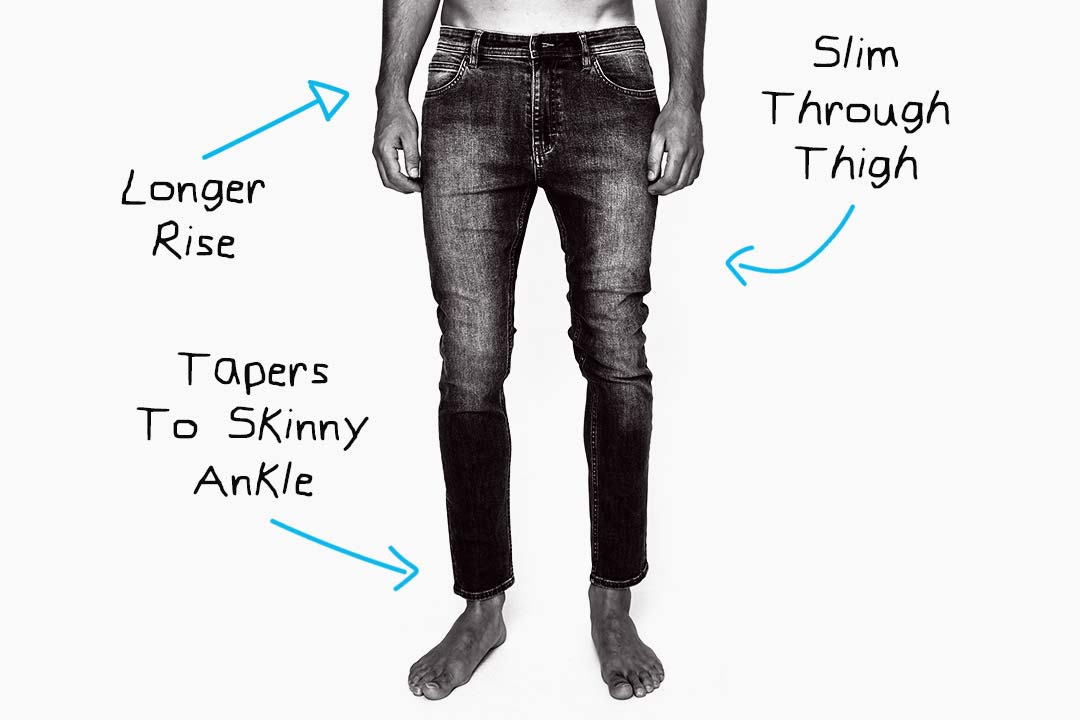 Slim
Through
Thigh
Longer
Rise
Tapers
To Skinny
Ankle